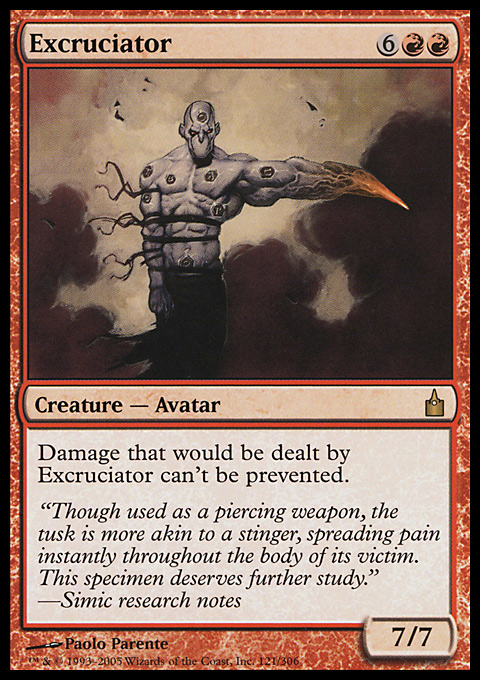 Excruciator 6
Creature — Avatar
Damage that would be dealt by
Excruciator can't be prevented.
"Though used as a piercing weapon, the
tusk is more akin to a stinger, spreading pain
instantly throughout the body of its victim.
This specimen deserves further study."
—Simic research notes
7/7
Paolo Parente
™ & © 1993–2005 Wizards of the Coast, Inc. 121/306